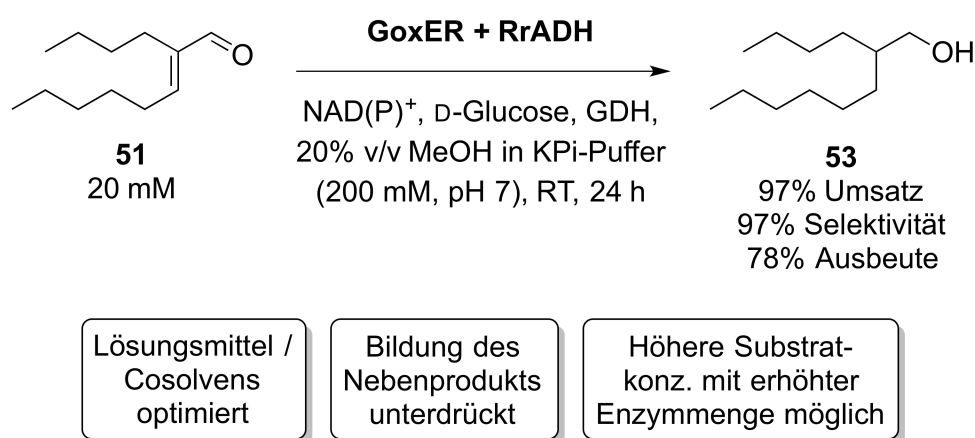 GoxER + RrADH
O
OH
NAD(P)⁺, D-Glucose, GDH,
20% v/v MeOH in KPi-Puffer
(200 mM, pH 7), RT, 24 h
51
20 mM
53
97% Umsatz
97% Selektivität
78% Ausbeute
Lösungsmittel /
Cosolvens
optimiert
Bildung des
Nebenprodukts
unterdrückt
Höhere Substrat-
konz. mit erhöhter
Enzymmenge möglich